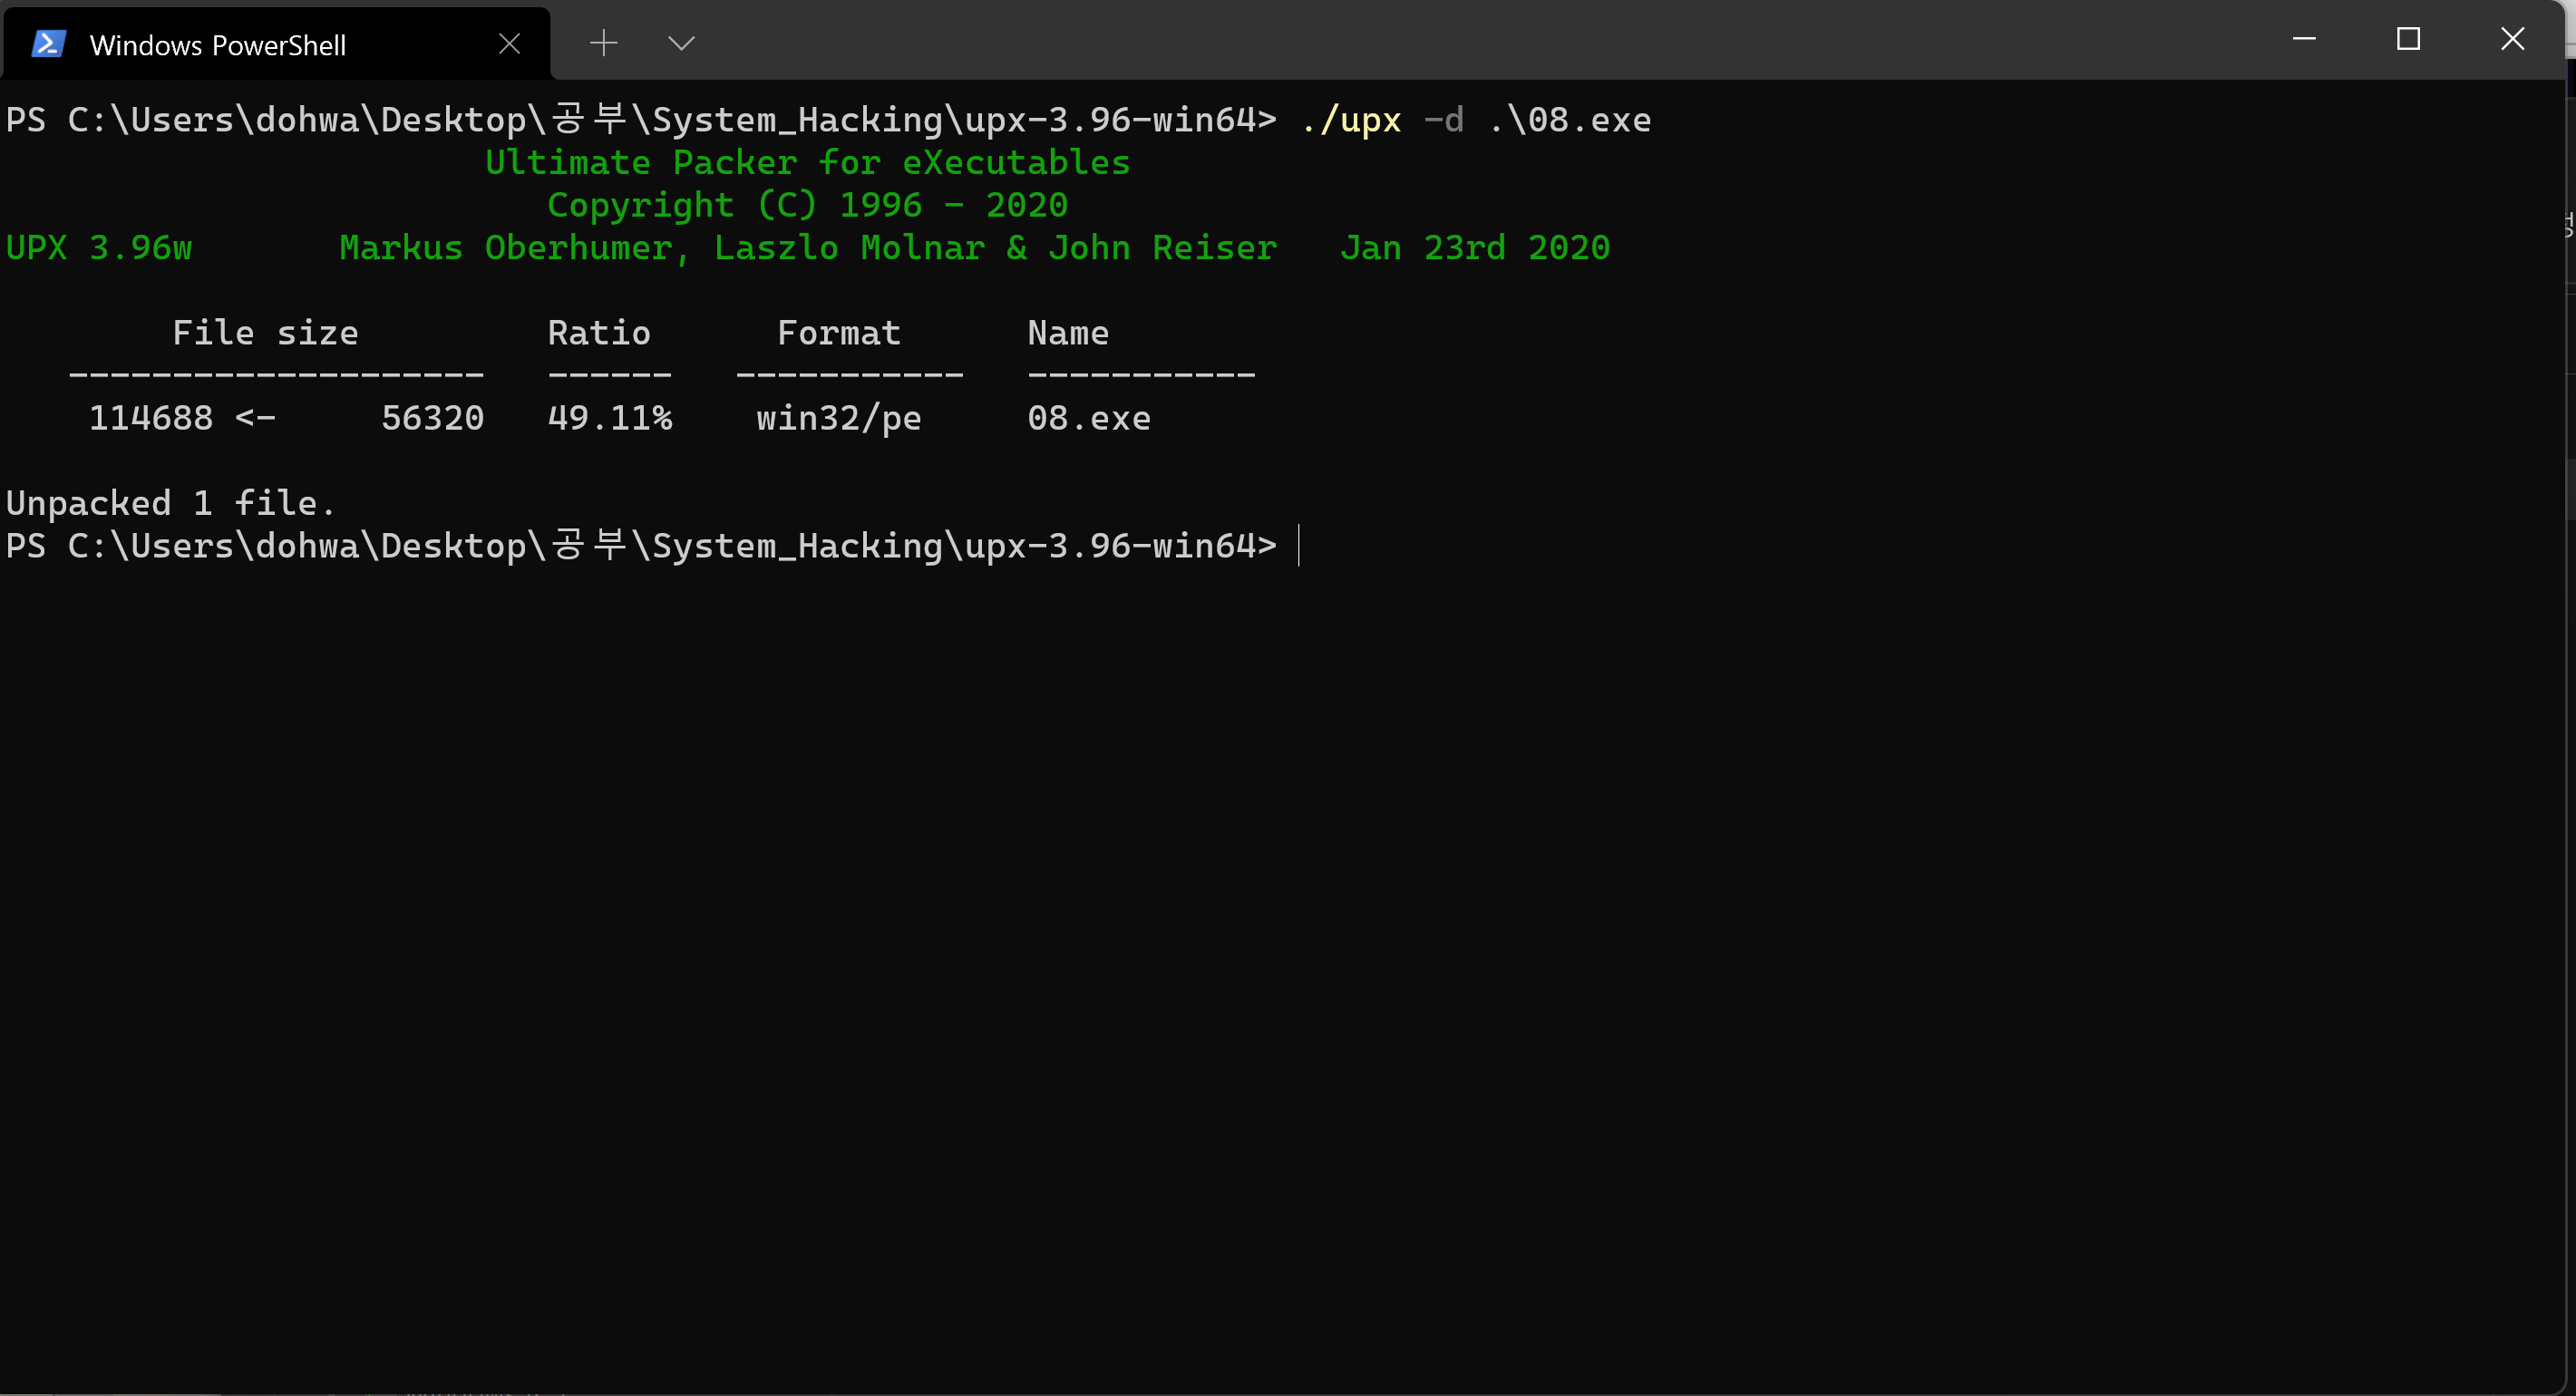 Windows PowerShell
PS C:\Users\dohwa\Desktop\공부\System_Hacking\upx-3.96-win64> ./upx -d .\08.exe
Ultimate Packer for eXecutables
Copyright (C) 1996 - 2020
UPX 3.96w Markus Oberhumer, Laszlo Molnar & John Reiser Jan 23rd 2020
File size Ratio Format Name
-------------------- ------ ----------- -----------
114688 <- 56320 49.11% win32/pe 08.exe
Unpacked 1 file.
PS C:\Users\dohwa\Desktop\공부\System_Hacking\upx-3.96-win64>